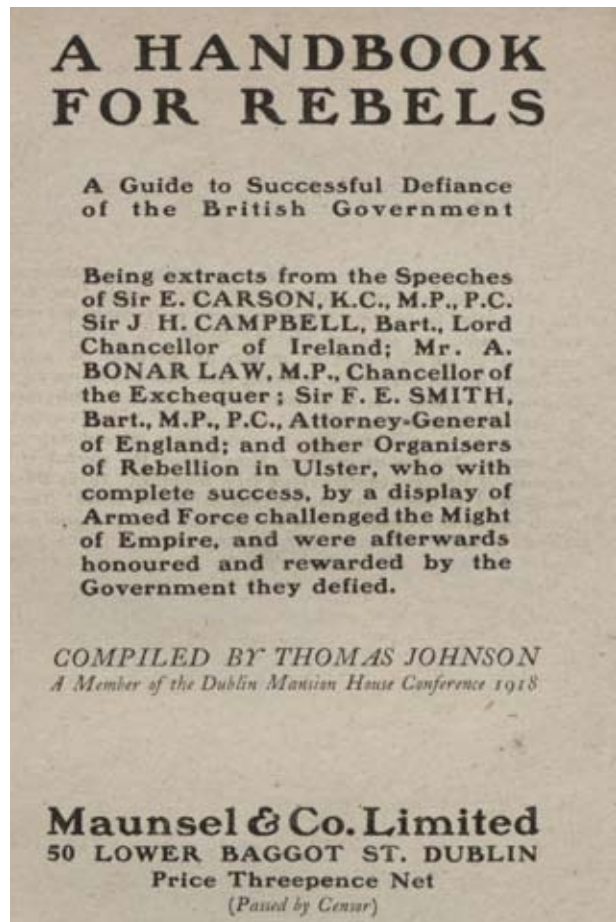 A HANDBOOK
FOR REBELS
A Guide to Successful Defiance
of the British Government
Being extracts from the Speeches
of Sir E. CARSON, K.C., M.P., P.C.
Sir J H. CAMPBELL, Bart., Lord
Chancellor of Ireland; Mr. A.
BONAR LAW, M.P., Chancellor of
the Exchequer; Sir F. E. SMITH,
Bart., M.P., P.C., Attorney-General
of England; and other Organisers
of Rebellion in Ulster, who with
complete success, by a display of
Armed Force challenged the Might
of Empire, and were afterwards
honoured and rewarded by the
Government they defied.
COMPILED BY THOMAS JOHNSON
A Member of the Dublin Mansion House Conference 1918
Maunsel & Co. Limited
50 LOWER BAGGOT ST. DUBLIN
Price Threepence Net
(Passed by Censor)